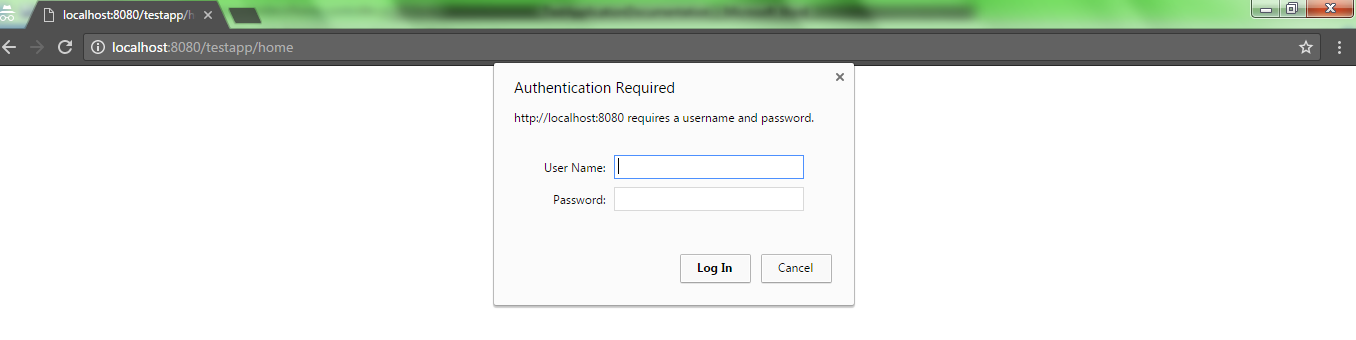 localhost:8080/testapp/h
localhost:8080/testapp/home
Authentication Required
http://localhost:8080 requires a username and password.
User Name:
Password:
Log In
Cancel